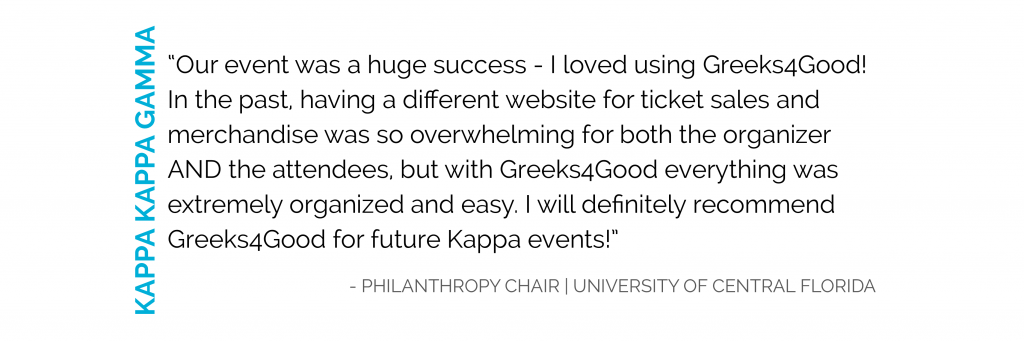 KAPPA KAPPA GAMMA
“Our event was a huge success - I loved using Greeks4Good!
In the past, having a different website for ticket sales and
merchandise was so overwhelming for both the organizer
AND the attendees, but with Greeks4Good everything was
extremely organized and easy. I will definitely recommend
Greeks4Good for future Kappa events!”
- PHILANTHROPY CHAIR | UNIVERSITY OF CENTRAL FLORIDA